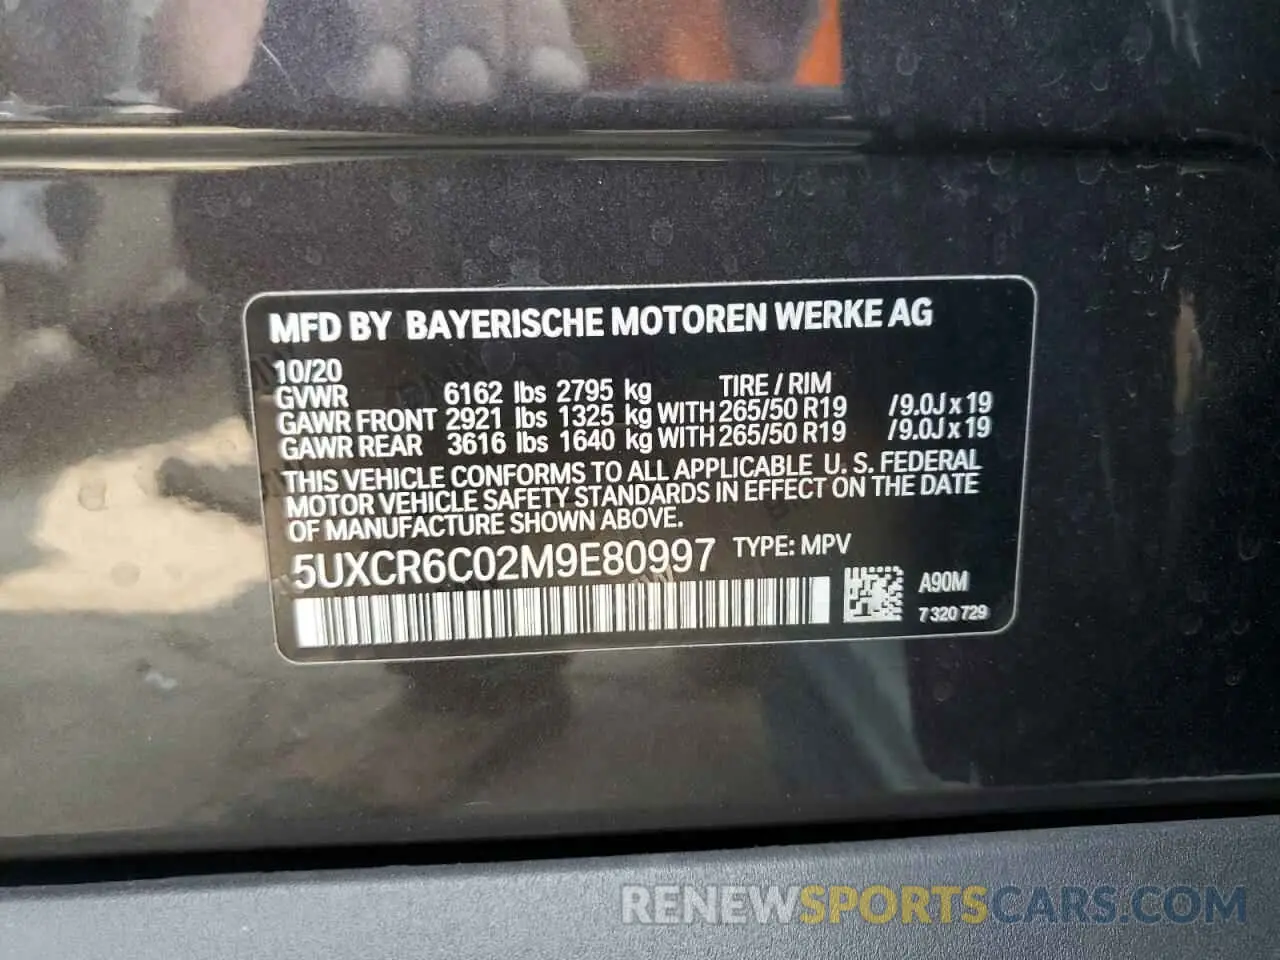 MFD BY BAYERISCHE MOTOREN WERKE AG
10/20
GVWR 6162 lbs 2795 kg TIRE / RIM
GAWR FRONT 2921 lbs 1325 kg WITH 265/50 R19 /9.0J x 19
GAWR REAR 3616 lbs 1640 kg WITH 265/50 R19 /9.0J x 19
THIS VEHICLE CONFORMS TO ALL APPLICABLE U. S. FEDERAL
MOTOR VEHICLE SAFETY STANDARDS IN EFFECT ON THE DATE
OF MANUFACTURE SHOWN ABOVE.
5UXCR6C02M9E80997 TYPE: MPV
A90M
7 320 729
RENEWSPORTSCARS.COM